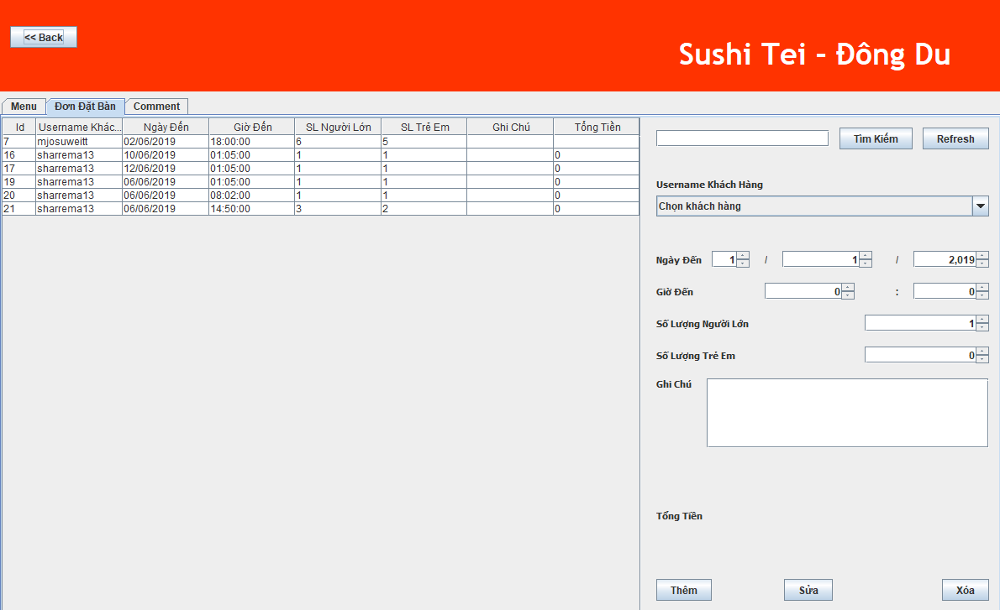 << Back
Sushi Tei - Đông Du
Menu Đơn Đặt Bàn Comment
Id Username Khác... Ngày Đến Giờ Đến SL Người Lớn SL Trẻ Em Ghi Chú Tổng Tiền
7 mjosuweitt 02/06/2019 18:00:00 6 5
16 sharrema13 10/06/2019 01:05:00 1 1 0
17 sharrema13 12/06/2019 01:05:00 1 1 0
19 sharrema13 06/06/2019 01:05:00 1 1 0
20 sharrema13 06/06/2019 08:02:00 1 1 0
21 sharrema13 06/06/2019 14:50:00 3 2 0
Tìm Kiếm Refresh
Username Khách Hàng
Chọn khách hàng
Ngày Đến 1 / 1 / 2,019
Giờ Đến 0 : 0
Số Lượng Người Lớn 1
Số Lượng Trẻ Em 0
Ghi Chú
Tổng Tiền
Thêm Sửa Xóa